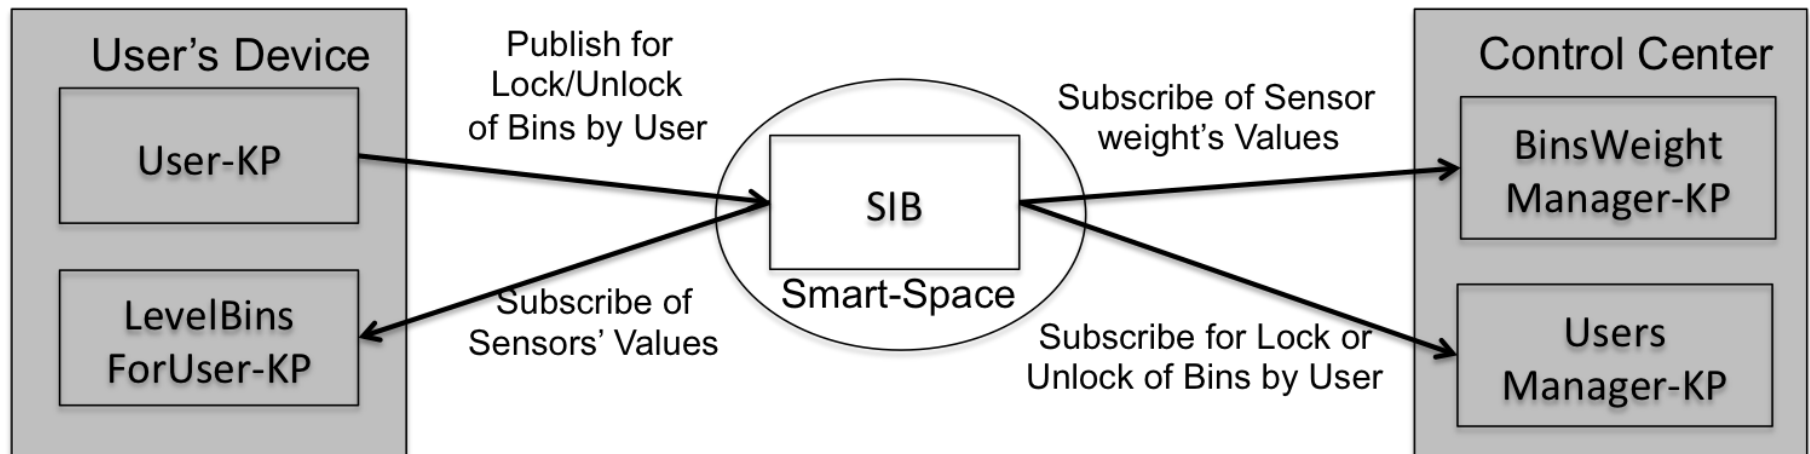 User's Device
User-KP
LevelBins
ForUser-KP
Publish for
Lock/Unlock
of Bins by User
Subscribe of
Sensors' Values
SIB
Smart-Space
Subscribe of Sensor
weight's Values
Subscribe for Lock or
Unlock of Bins by User
Control Center
BinsWeight
Manager-KP
Users
Manager-KP